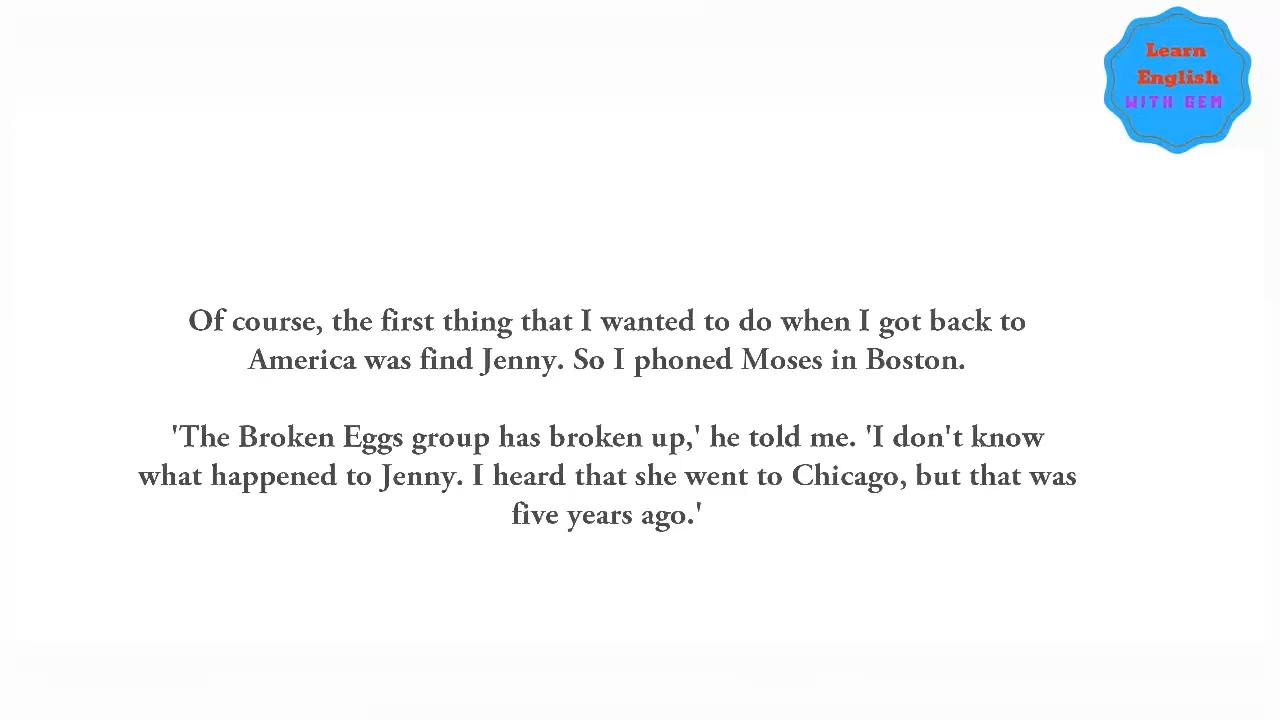 Learn
English
WITH GEM
Of course, the first thing that I wanted to do when I got back to
America was find Jenny. So I phoned Moses in Boston.
'The Broken Eggs group has broken up,' he told me. 'I don't know
what happened to Jenny. I heard that she went to Chicago, but that was
five years ago.'